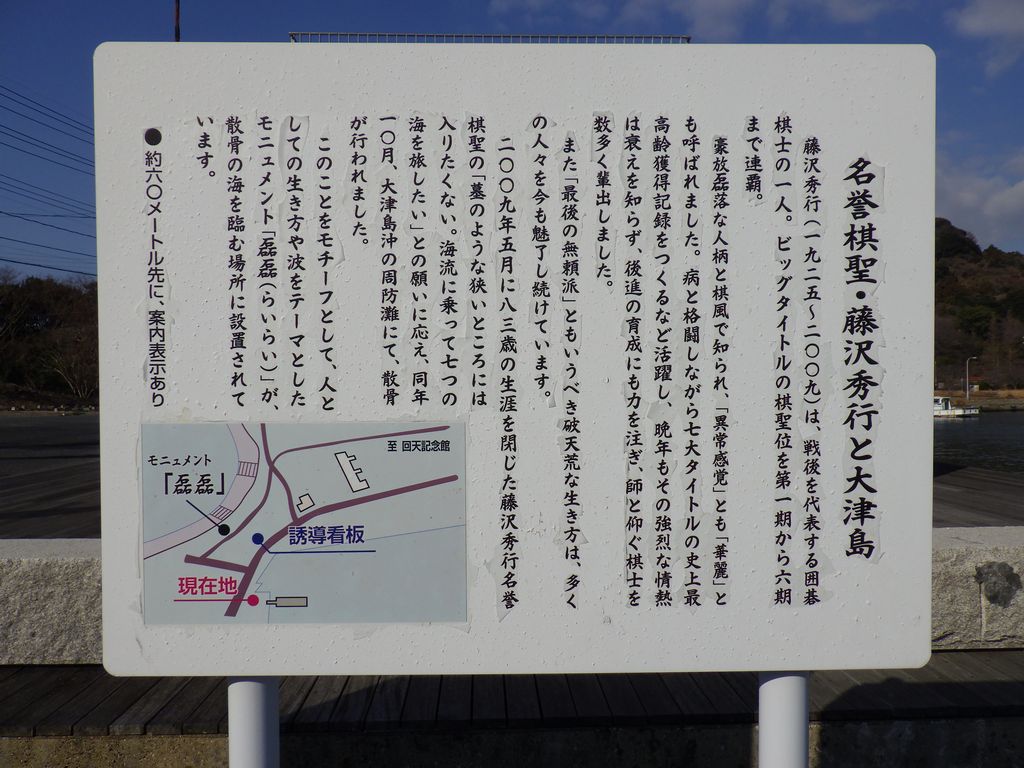 名誉棋聖・藤沢秀行と大津島
藤沢秀行(一九二五～二〇〇九)は、戦後を代表する囲碁
棋士の一人。ビッグタイトルの棋聖位を第一期から六期
まで連覇。
豪放磊落な人柄と棋風で知られ、「異常感覚」とも「華麗」と
も呼ばれました。病と格闘しながら七大タイトルの史上最
高齢獲得記録をつくるなど活躍し、晩年もその強烈な情熱
は衰えを知らず、後進の育成にも力を注ぎ、師と仰ぐ棋士を
数多く輩出しました。
また「最後の無頼派」ともいうべき破天荒な生き方は、多く
の人々を今も魅了し続けています。
二〇〇九年五月に八三歳の生涯を閉じた藤沢秀行名誉
棋聖の「墓のような狭いところには
入りたくない。海流に乗って七つの
海を旅したい」との願いに応え、同年
一〇月、大津島沖の周防灘にて、散骨
が行われました。
このことをモチーフとして、人と
しての生き方や波をテーマとした
モニュメント「磊磊(らいらい)」が、
散骨の海を臨む場所に設置されて
います。
●約六〇メートル先に、案内表示あり
至 回天記念館
モニュメント
「磊磊」
誘導看板
現在地